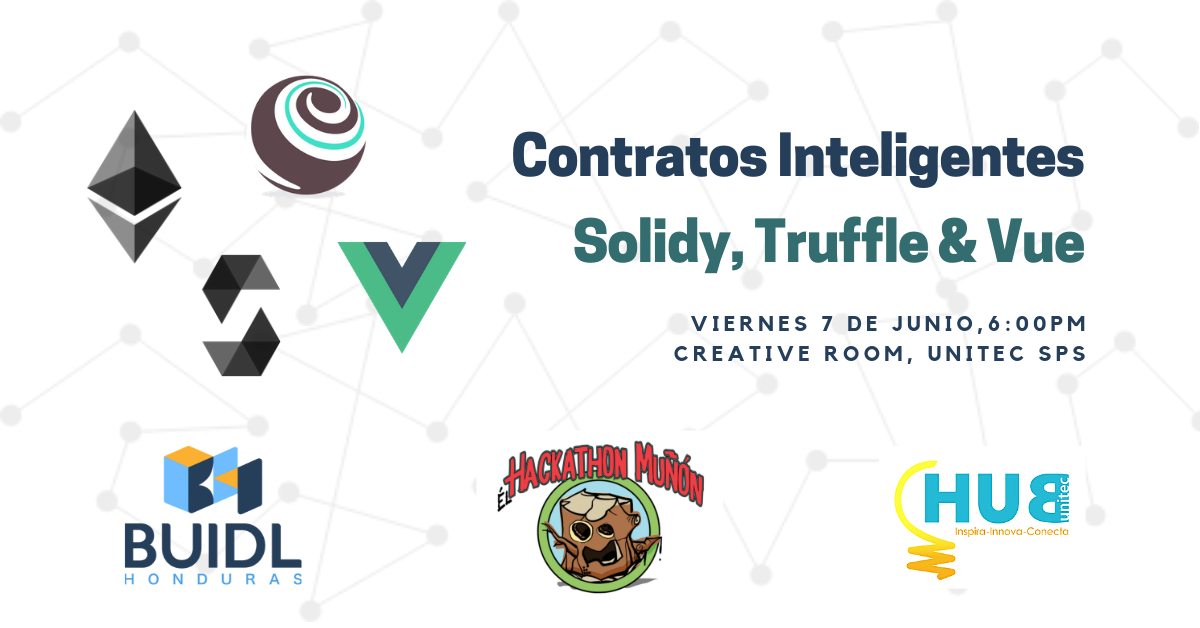 Contratos Inteligentes
Solidy, Truffle & Vue
VIERNES 7 DE JUNIO,6:00PM
CREATIVE ROOM, UNITEC SPS
BUIDL
HONDURAS
ÉL HACKATHON MUÑÓN
HUB unitec
Inspira-Innova-Conecta